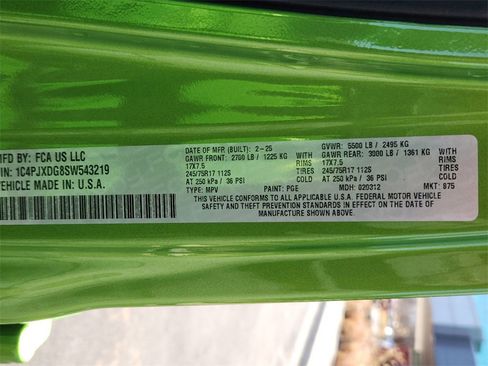 MFD BY: FCA US LLC
IN: 1C4PJXDG8SW543219
VEHICLE MADE IN U.S.A.
DATE OF MFR (BUILT): 2-25
GAWR FRONT: 2700 LB / 1225 KG WITH
17X7.5 RIMS
245/75R17 112S TIRES
AT 250 kPa / 36 PSI COLD
TYPE: MPV PAINT: PGE
GVWR: 5500 LB / 2495 KG
GAWR REAR: 3000 LB / 1361 KG WITH
17X7.5 RIMS
245/75R17 112S TIRES
AT 250 kPa / 36 PSI COLD
MDH: 020312 MKT: 875
THIS VEHICLE CONFORMS TO ALL APPLICABLE U.S.A. FEDERAL MOTOR VEHICLE
SAFETY AND THEFT PREVENTION STANDARDS IN EFFECT ON THE DATE OF
MANUFACTURE SHOWN ABOVE.